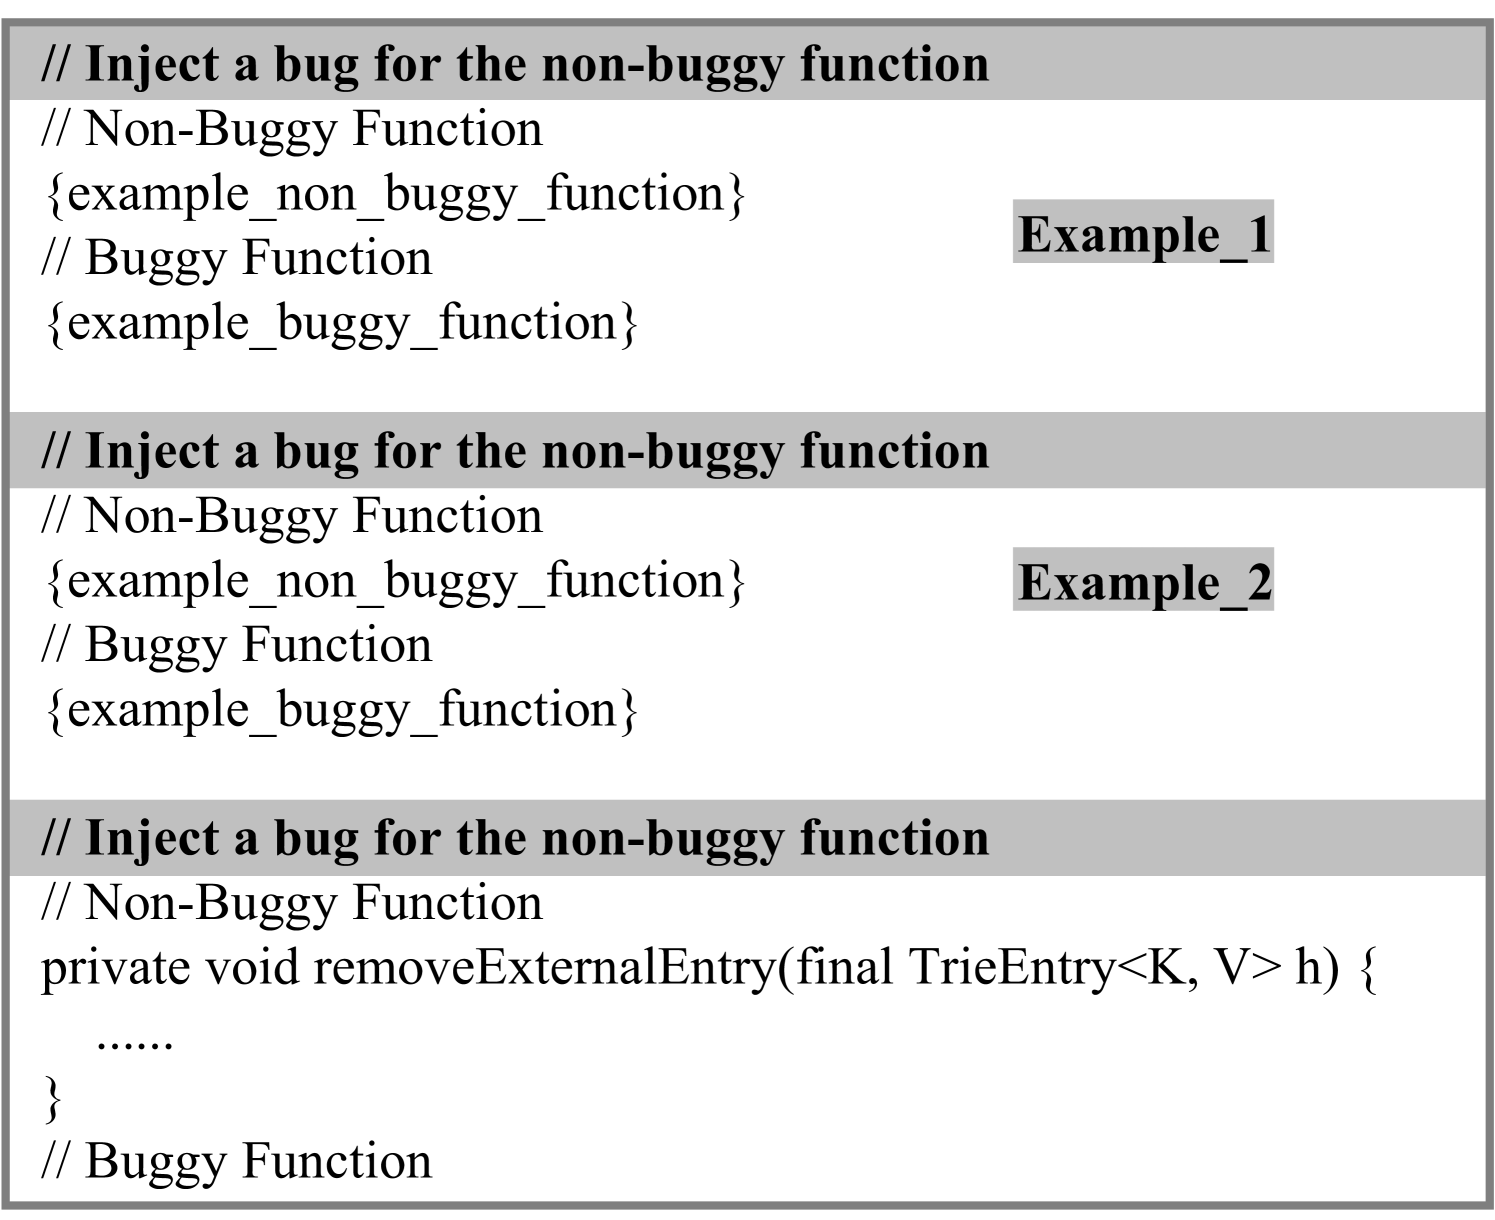 // Inject a bug for the non-buggy function
// Non-Buggy Function
{example_non_buggy_function}
Example_1
// Buggy Function
{example_buggy_function}
// Inject a bug for the non-buggy function
// Non-Buggy Function
{example_non_buggy_function}
Example_2
// Buggy Function
{example_buggy_function}
// Inject a bug for the non-buggy function
// Non-Buggy Function
private void removeExternalEntry(final TrieEntry<K, V> h) {
......
}
// Buggy Function